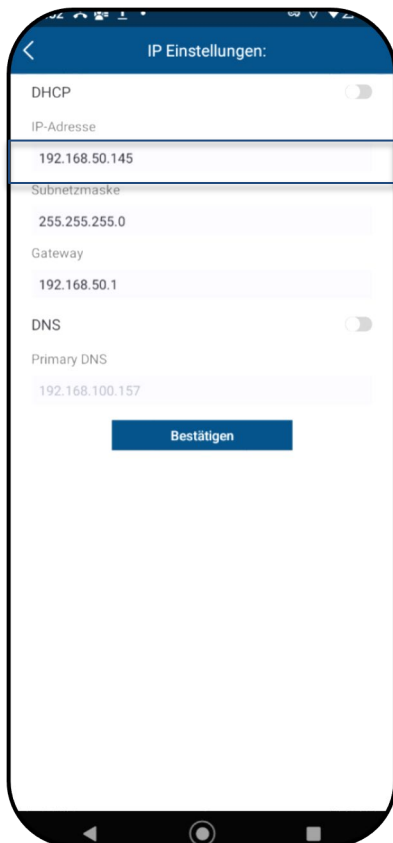 IP Einstellungen:
DHCP
IP-Adresse
192.168.50.145
Subnetzmaske
255.255.255.0
Gateway
192.168.50.1
DNS
Primary DNS
192.168.100.157
Bestätigen